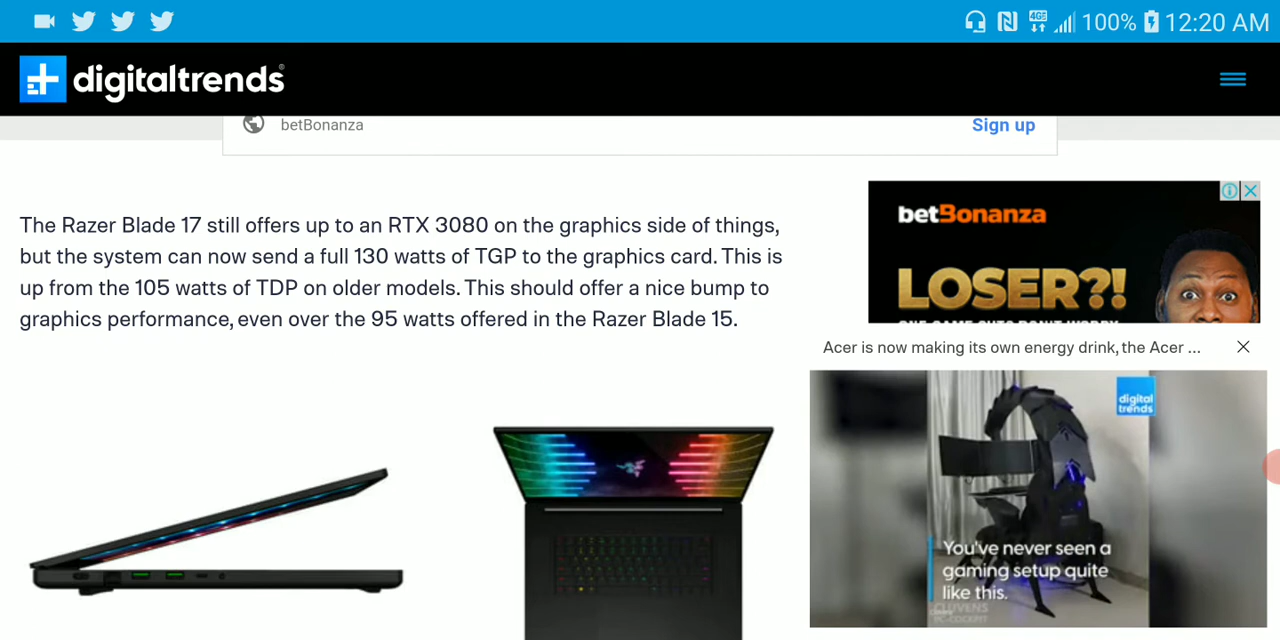 100% 12:20 AM
digitaltrends
betBonanza
Sign up
The Razer Blade 17 still offers up to an RTX 3080 on the graphics side of things,
but the system can now send a full 130 watts of TGP to the graphics card. This is
up from the 105 watts of TDP on older models. This should offer a nice bump to
graphics performance, even over the 95 watts offered in the Razer Blade 15.
betBonanza
LOSER?!
Acer is now making its own energy drink, the Acer ...
digital
trends
You've never seen a
gaming setup quite
like this.
CLUVENS
PC-COCKPIT